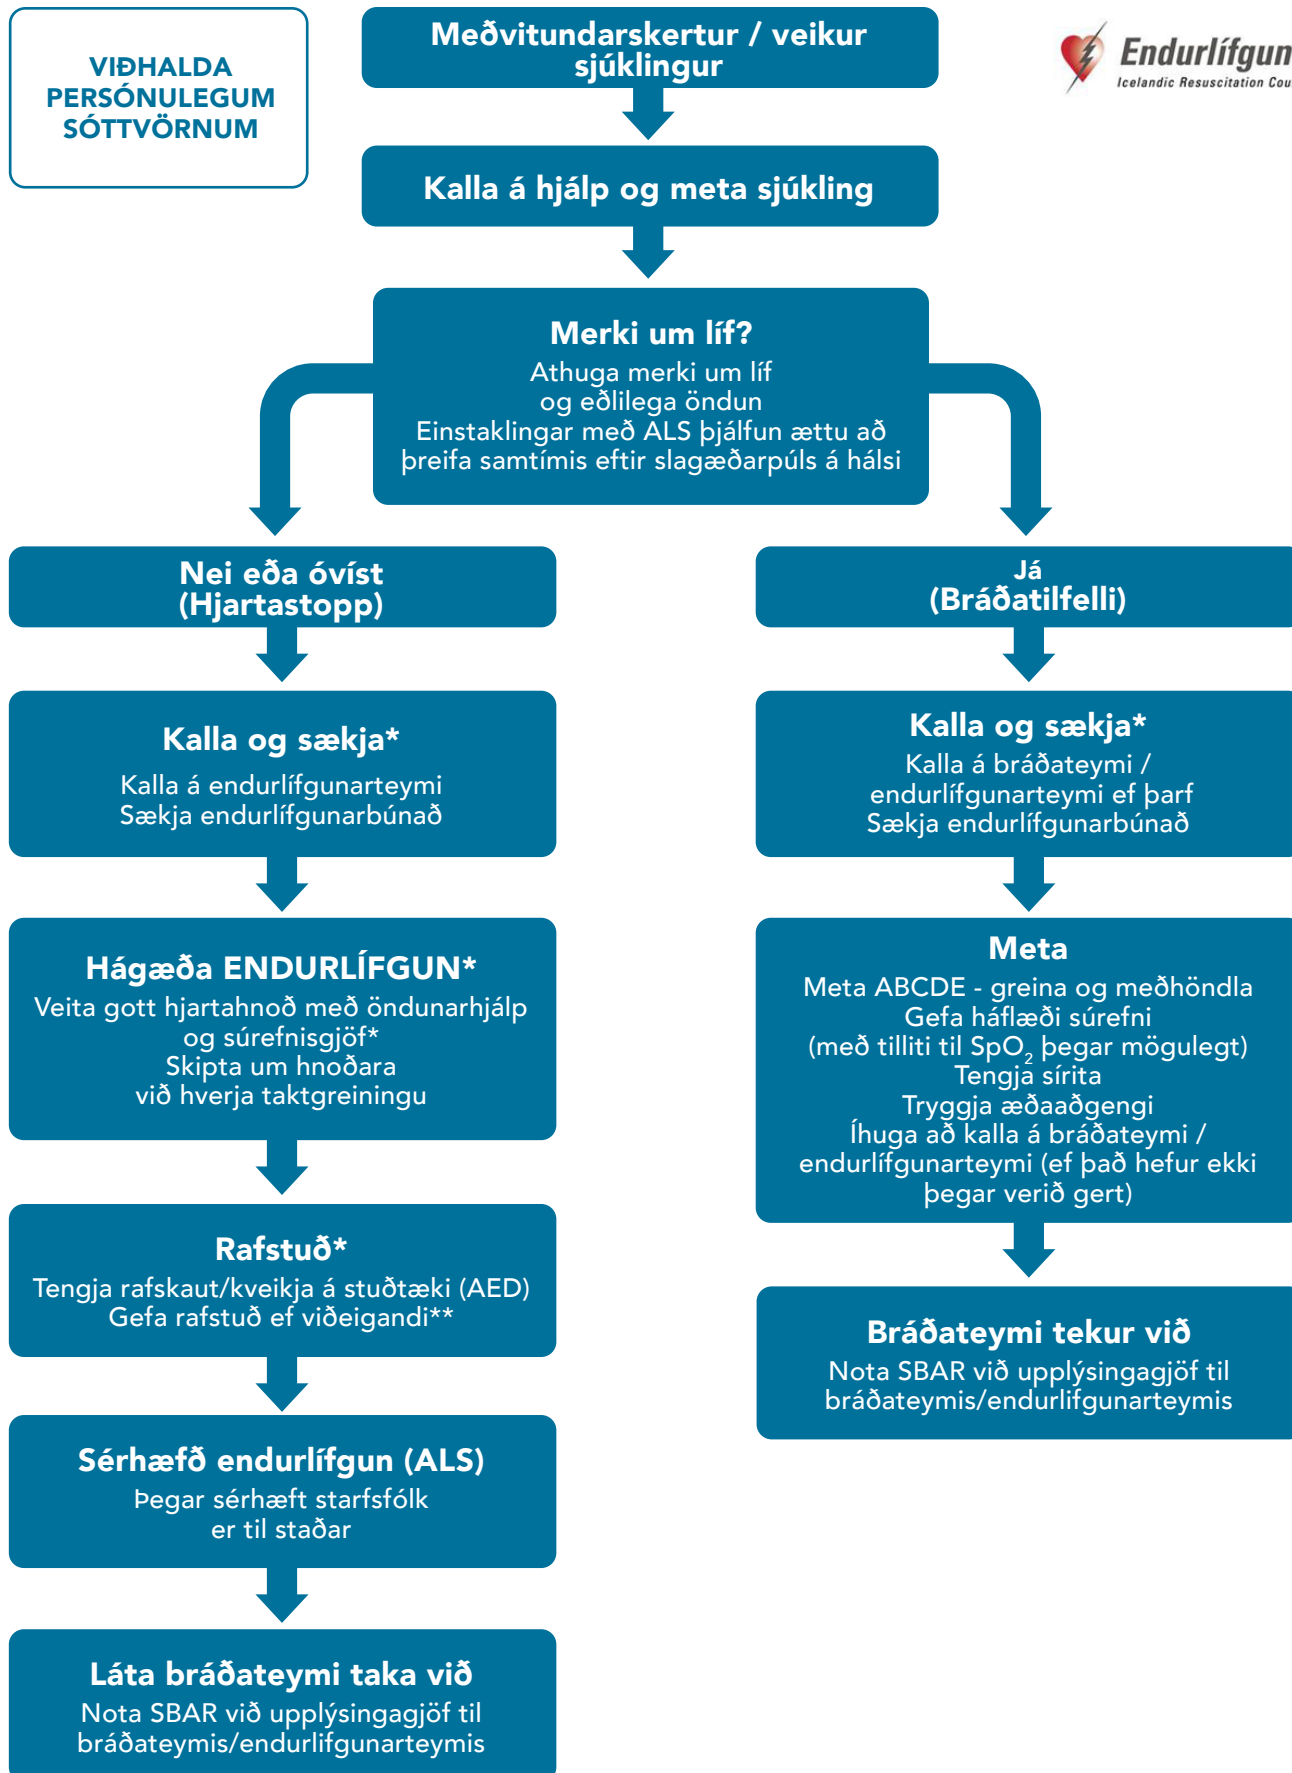 VIÐHALDA
PERSÓNULEGUM
SÓTTVÖRNUM
Meðvitundarskertur / veikur
sjúklingur
Endurlífgun
Icelandic Resuscitation Cou
Kalla á hjálp og meta sjúkling
Merki um líf?
Athuga merki um líf
og eðlilega öndun
Einstaklingar með ALS þjálfun ættu að
þreifa samtímis eftir slagæðarpúls á hálsi
Nei eða óvíst
(Hjartastopp)
Kalla og sækja*
Kalla á endurlífgunarteymi
Sækja endurlífgunarbúnað
Hágæða ENDURLÍFGUN*
Veita gott hjartahnoð með öndunarhjálp
og súrefnisgjöf*
Skipta um hnoðara
við hverja taktgreiningu
Rafstuð*
Tengja rafskaut/kveikja á stuðtæki (AED)
Gefa rafstuð ef viðeigandi**
Sérhæfð endurlífgun (ALS)
Þegar sérhæft starfsfólk
er til staðar
Láta bráðateymi taka við
Nota SBAR við upplýsingagjöf til
bráðateymis/endurlifgunarteymis
Já
(Bráðatilfelli)
Kalla og sækja*
Kalla á bráðateymi /
endurlífgunarteymi ef þarf
Sækja endurlífgunarbúnað
Meta
Meta ABCDE - greina og meðhöndla
Gefa háflæði súrefni
(með tilliti til SpO₂ þegar mögulegt)
Tengja sírita
Tryggja æðaaðgengi
Íhuga að kalla á bráðateymi /
endurlífgunarteymi (ef það hefur ekki
þegar verið gert)
Bráðateymi tekur við
Nota SBAR við upplýsingagjöf til
bráðateymis/endurlifgunarteymis